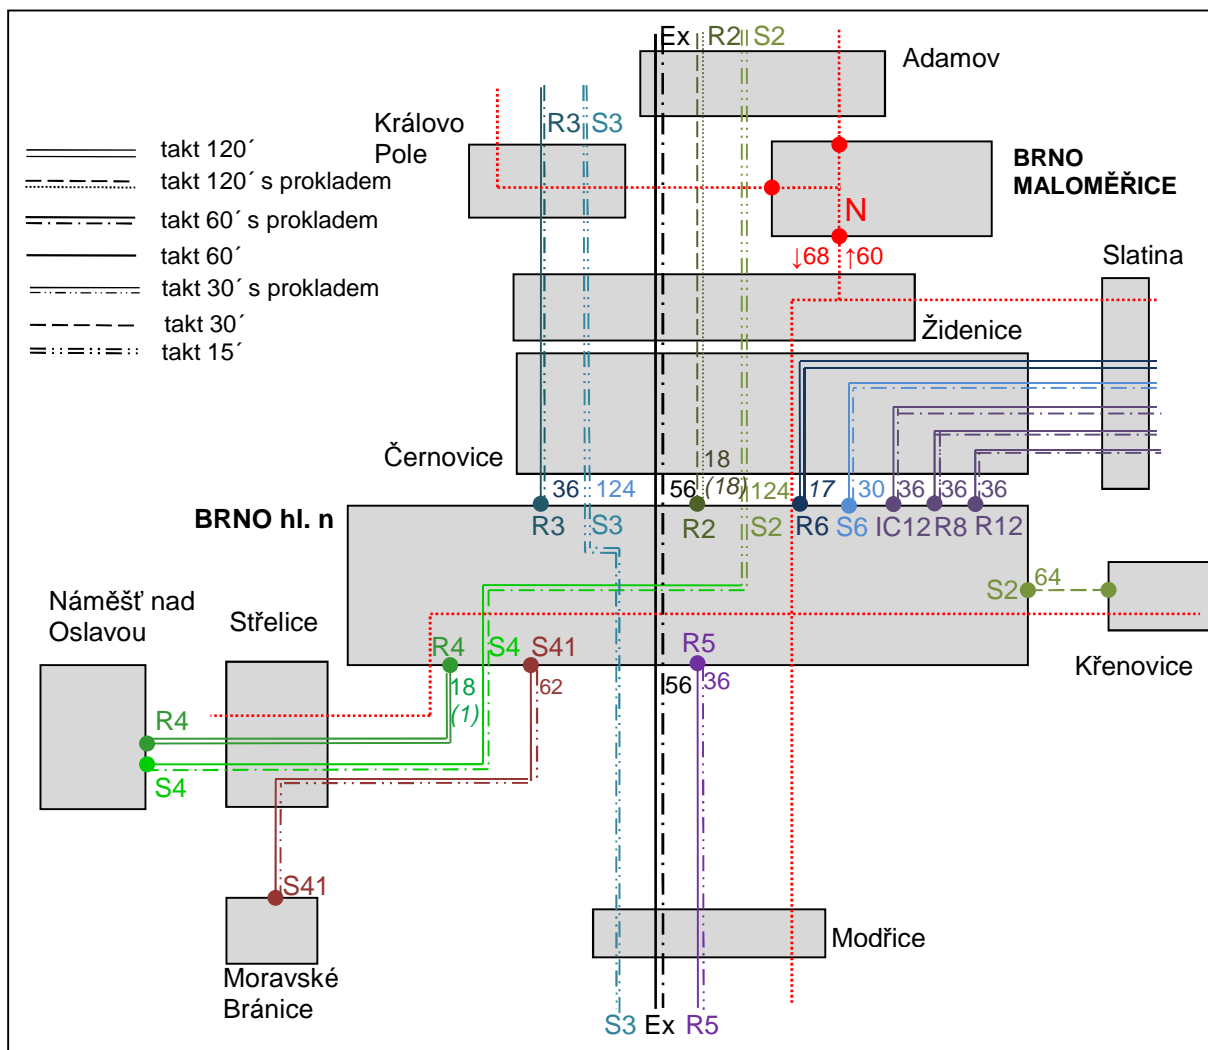 Ex R2 S2
Adamov
R3 S3
Královo
Pole
takt 120´
takt 120´ s prokladem
takt 60´ s prokladem
takt 60´
takt 30´ s prokladem
takt 30´
takt 15´
BRNO
MALOMĚŘICE
N
↓68 ↑60
Slatina
Židenice
Černovice
18
(18)
36 124 56 124 17 30 36 36 36
BRNO hl. n
R3 S3 R2 S2 R6 S6 IC12 R8 R12
S2 64
Křenovice
Náměšť nad
Oslavou
Střelice
R4 S4 S41 R5
18
(1)
62 56 36
R4
S4
S41
Moravské
Bránice
Modřice
S3 Ex R5